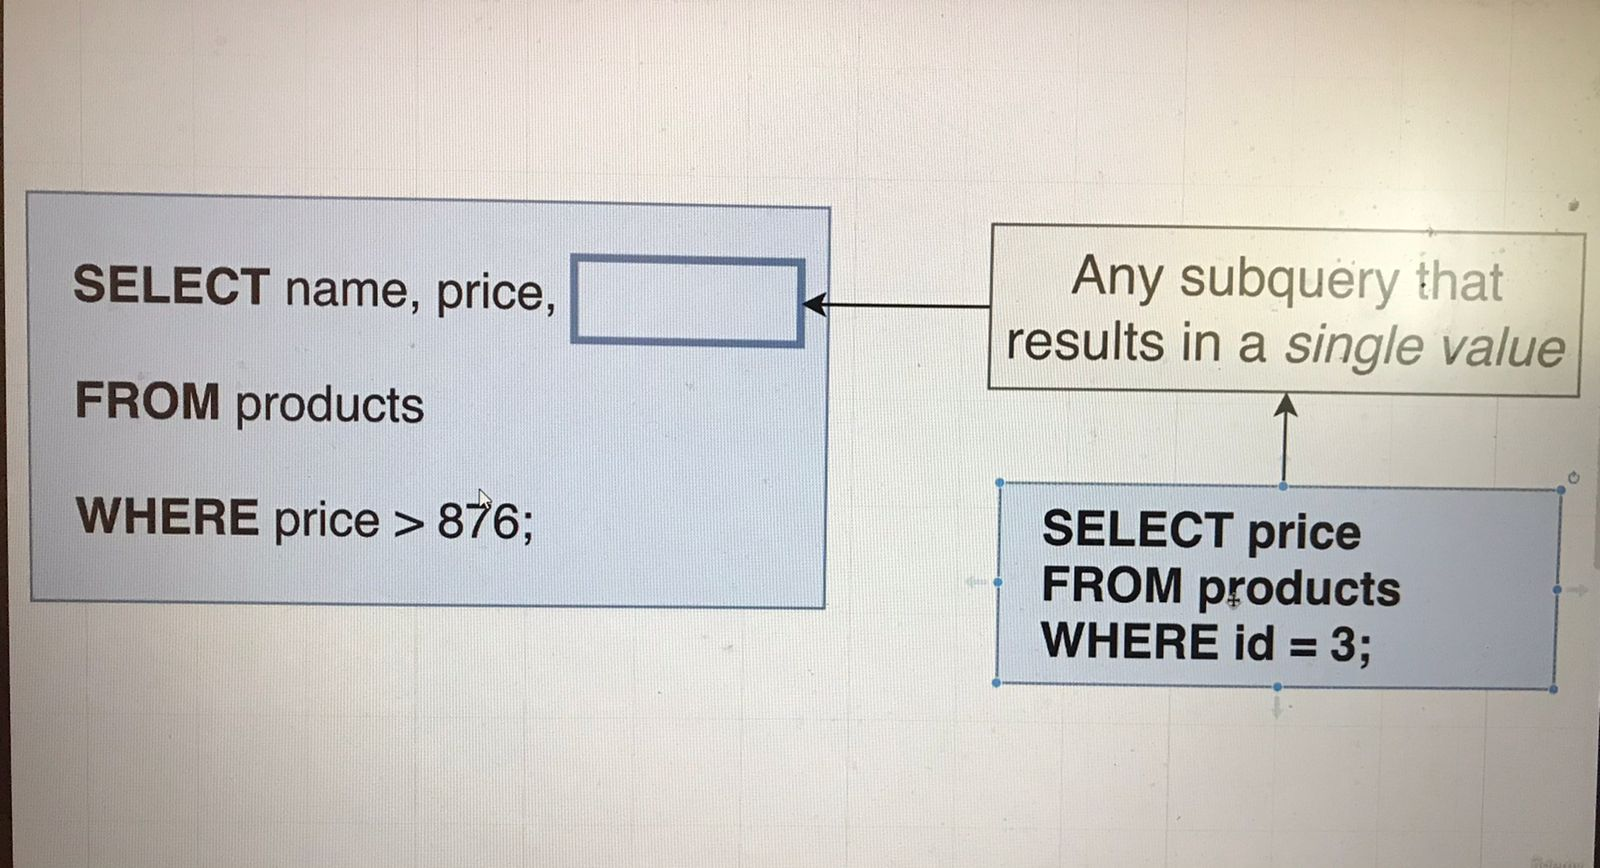 SELECT name, price,
FROM products
WHERE price > 876;
Any subquery that
results in a single value
SELECT price
FROM products
WHERE id = 3;